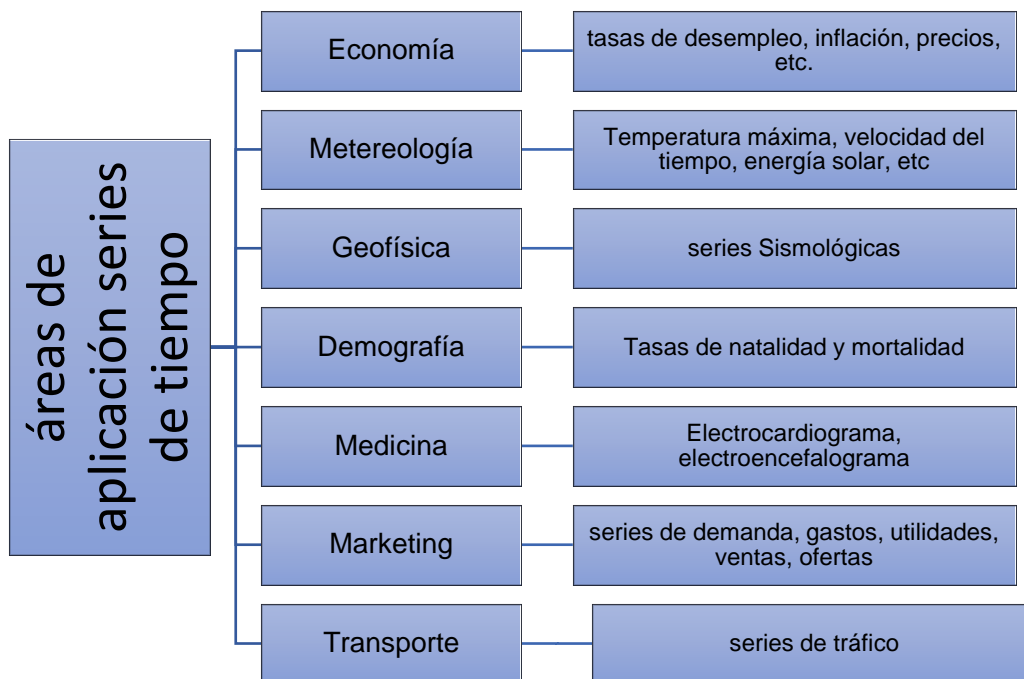 áreas de
aplicación series
de tiempo
Economía
tasas de desempleo, inflación, precios,
etc.
Metereología
Temperatura máxima, velocidad del
tiempo, energía solar, etc
Geofísica
series Sismológicas
Demografía
Tasas de natalidad y mortalidad
Medicina
Electrocardiograma,
electroencefalograma
Marketing
series de demanda, gastos, utilidades,
ventas, ofertas
Transporte
series de tráfico